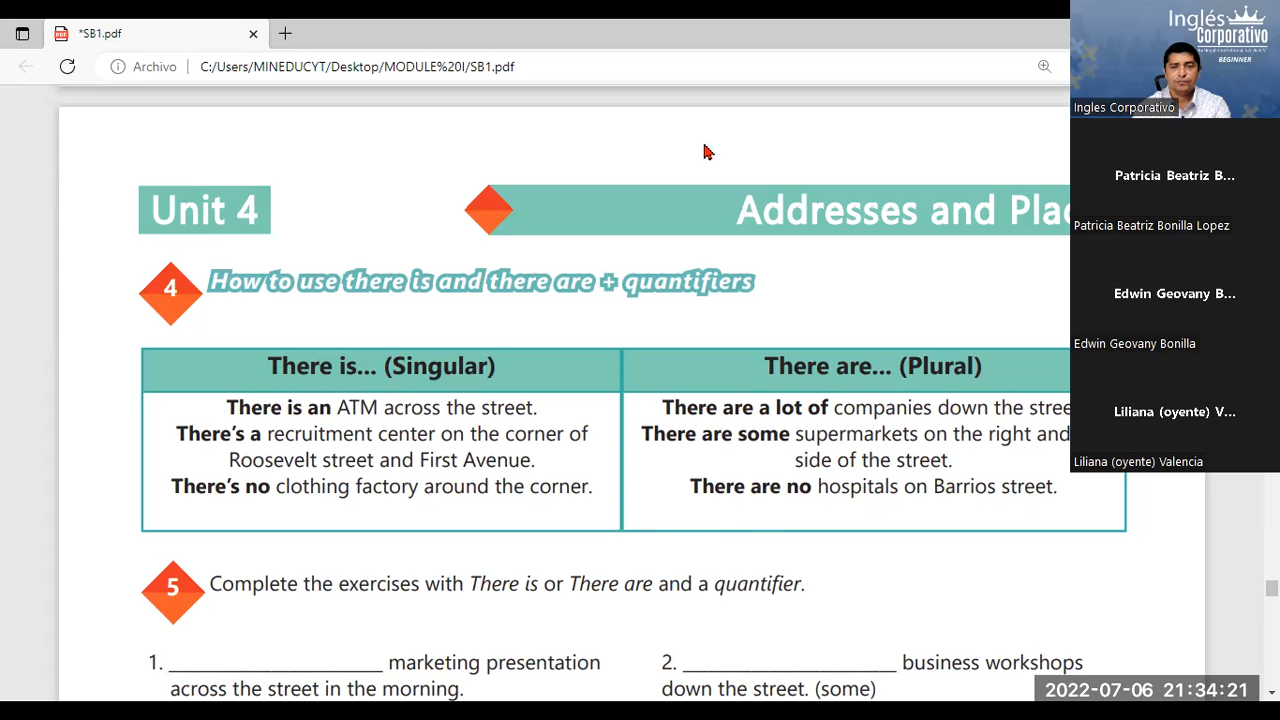 *SB1.pdf
Archivo
C:/Users/MINEDUCYT/Desktop/MODULE%20I/SB1.pdf
Inglés
Corporativo
BEGINNER
Ingles Corporativo
Patricia Beatriz B...
Patricia Beatriz Bonilla Lopez
Edwin Geovany B...
Edwin Geovany Bonilla
Liliana (oyente) V...
Liliana (oyente) Valencia
Unit 4
Addresses and Plac
4
How to use there is and there are + quantifiers
There is... (Singular)
There is an ATM across the street.
There's a recruitment center on the corner of
Roosevelt street and First Avenue.
There's no clothing factory around the corner.
There are... (Plural)
There are a lot of companies down the stree
There are some supermarkets on the right and
side of the street.
There are no hospitals on Barrios street.
5
Complete the exercises with There is or There are and a quantifier.
1. ____________________ marketing presentation
across the street in the morning.
2. ____________________ business workshops
down the street. (some)
2022-07-06 21:34:21